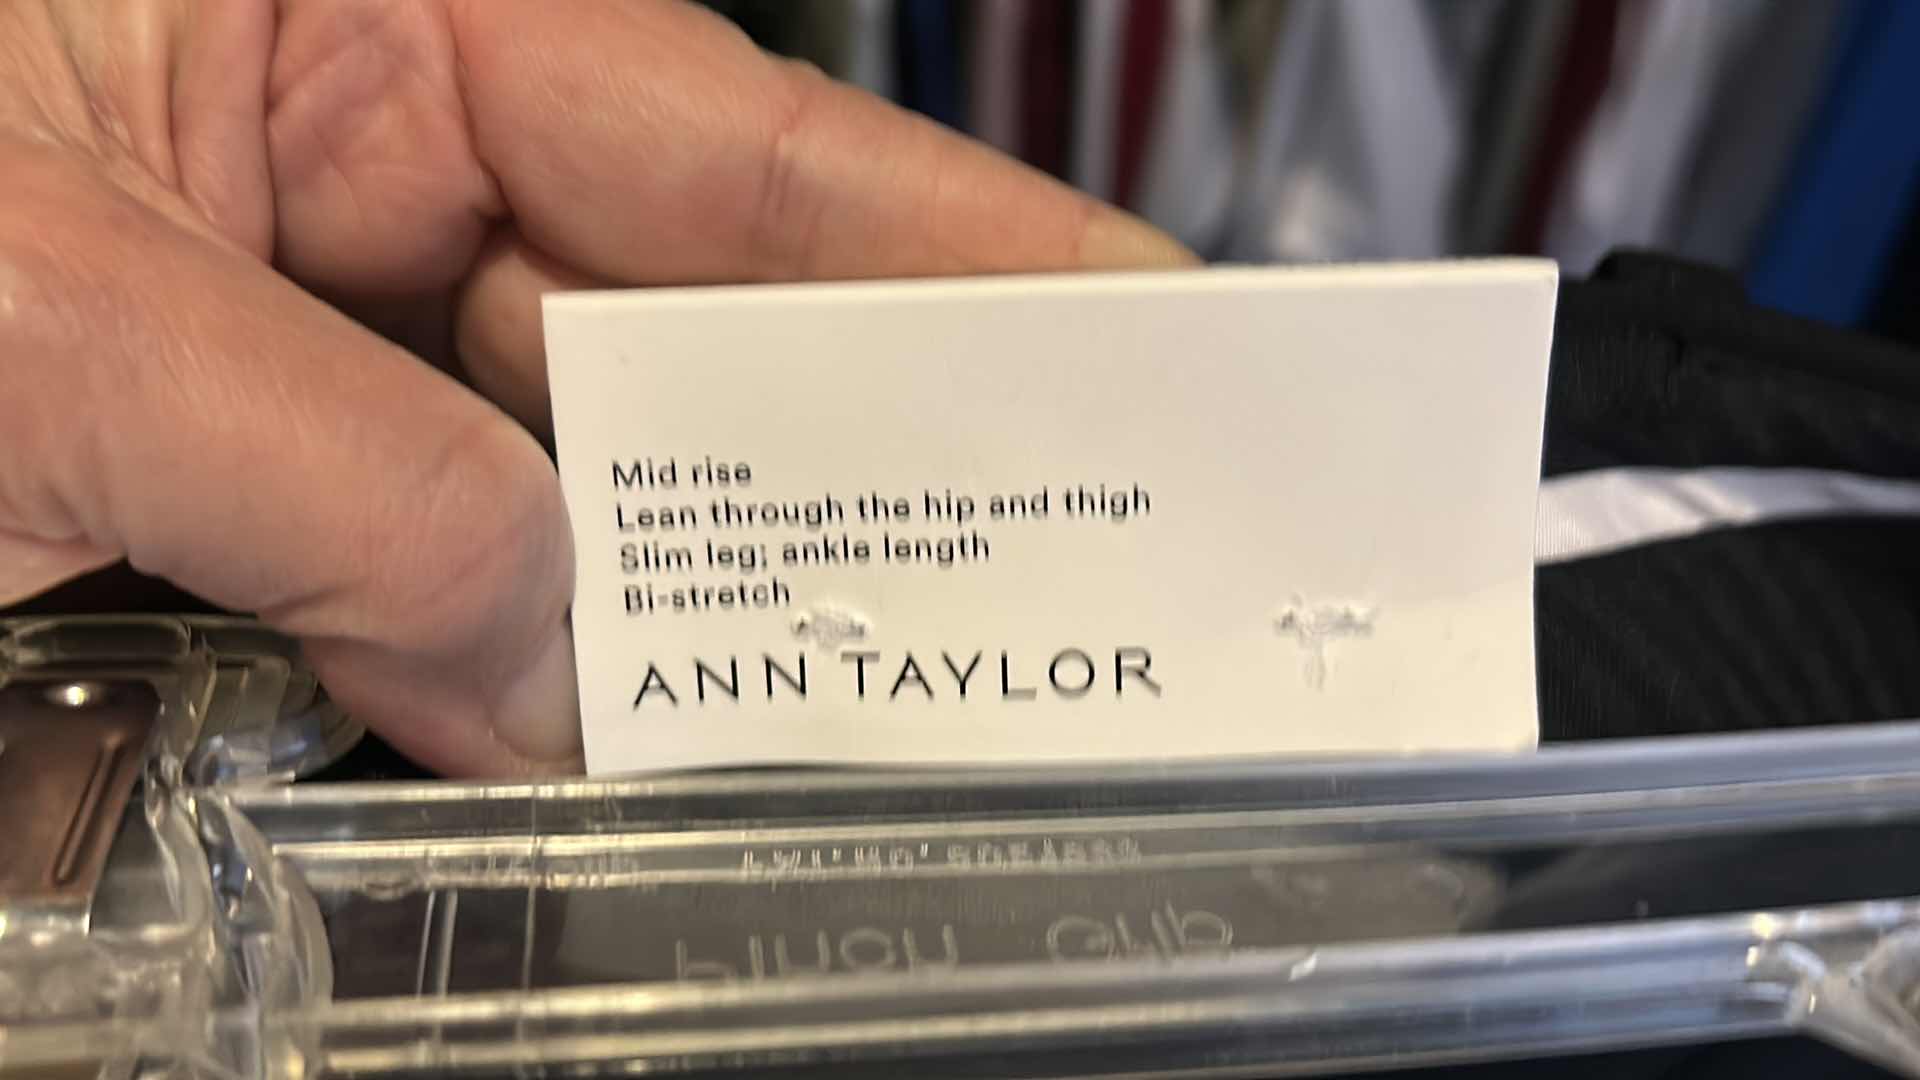 Mid rise
Lean through the hip and thigh
Slim leg; ankle length
Bi-stretch
ANN TAYLOR